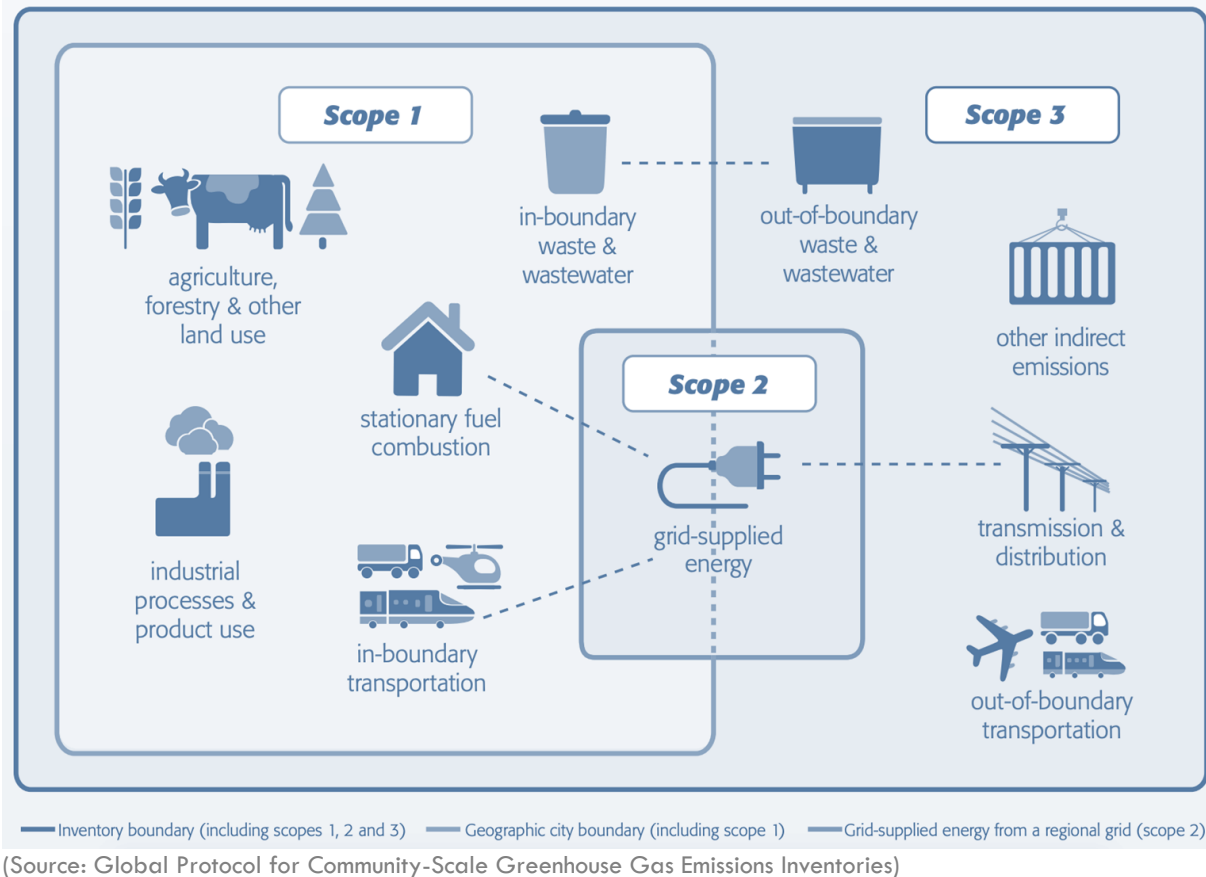 Scope 1
Scope 3
in-boundary
waste &
wastewater
out-of-boundary
waste &
wastewater
agriculture,
forestry & other
land use
other indirect
emissions
Scope 2
stationary fuel
combustion
grid-supplied
energy
transmission &
distribution
industrial
processes &
product use
in-boundary
transportation
out-of-boundary
transportation
Inventory boundary (including scopes 1, 2 and 3)
Geographic city boundary (including scope 1)
Grid-supplied energy from a regional grid (scope 2)
(Source: Global Protocol for Community-Scale Greenhouse Gas Emissions Inventories)